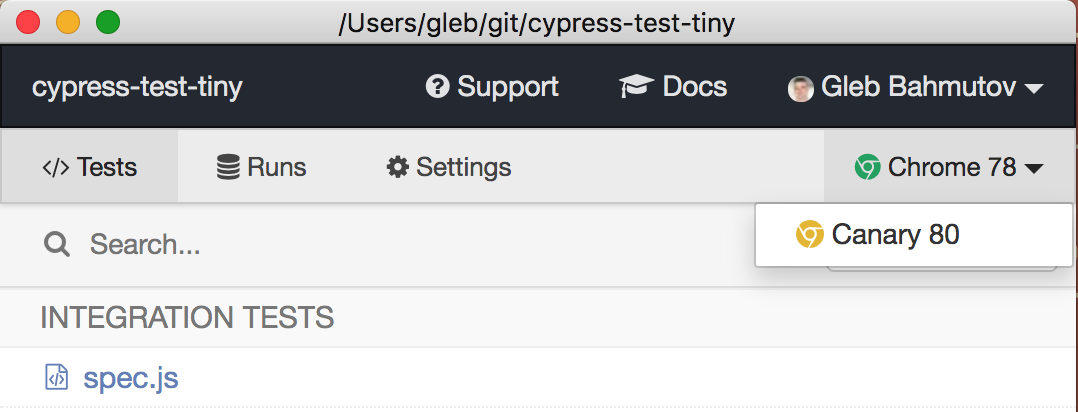 /Users/gleb/git/cypress-test-tiny
cypress-test-tiny Support Docs Gleb Bahmutov
</> Tests Runs Settings Chrome 78
Search... Canary 80
INTEGRATION TESTS
spec.js